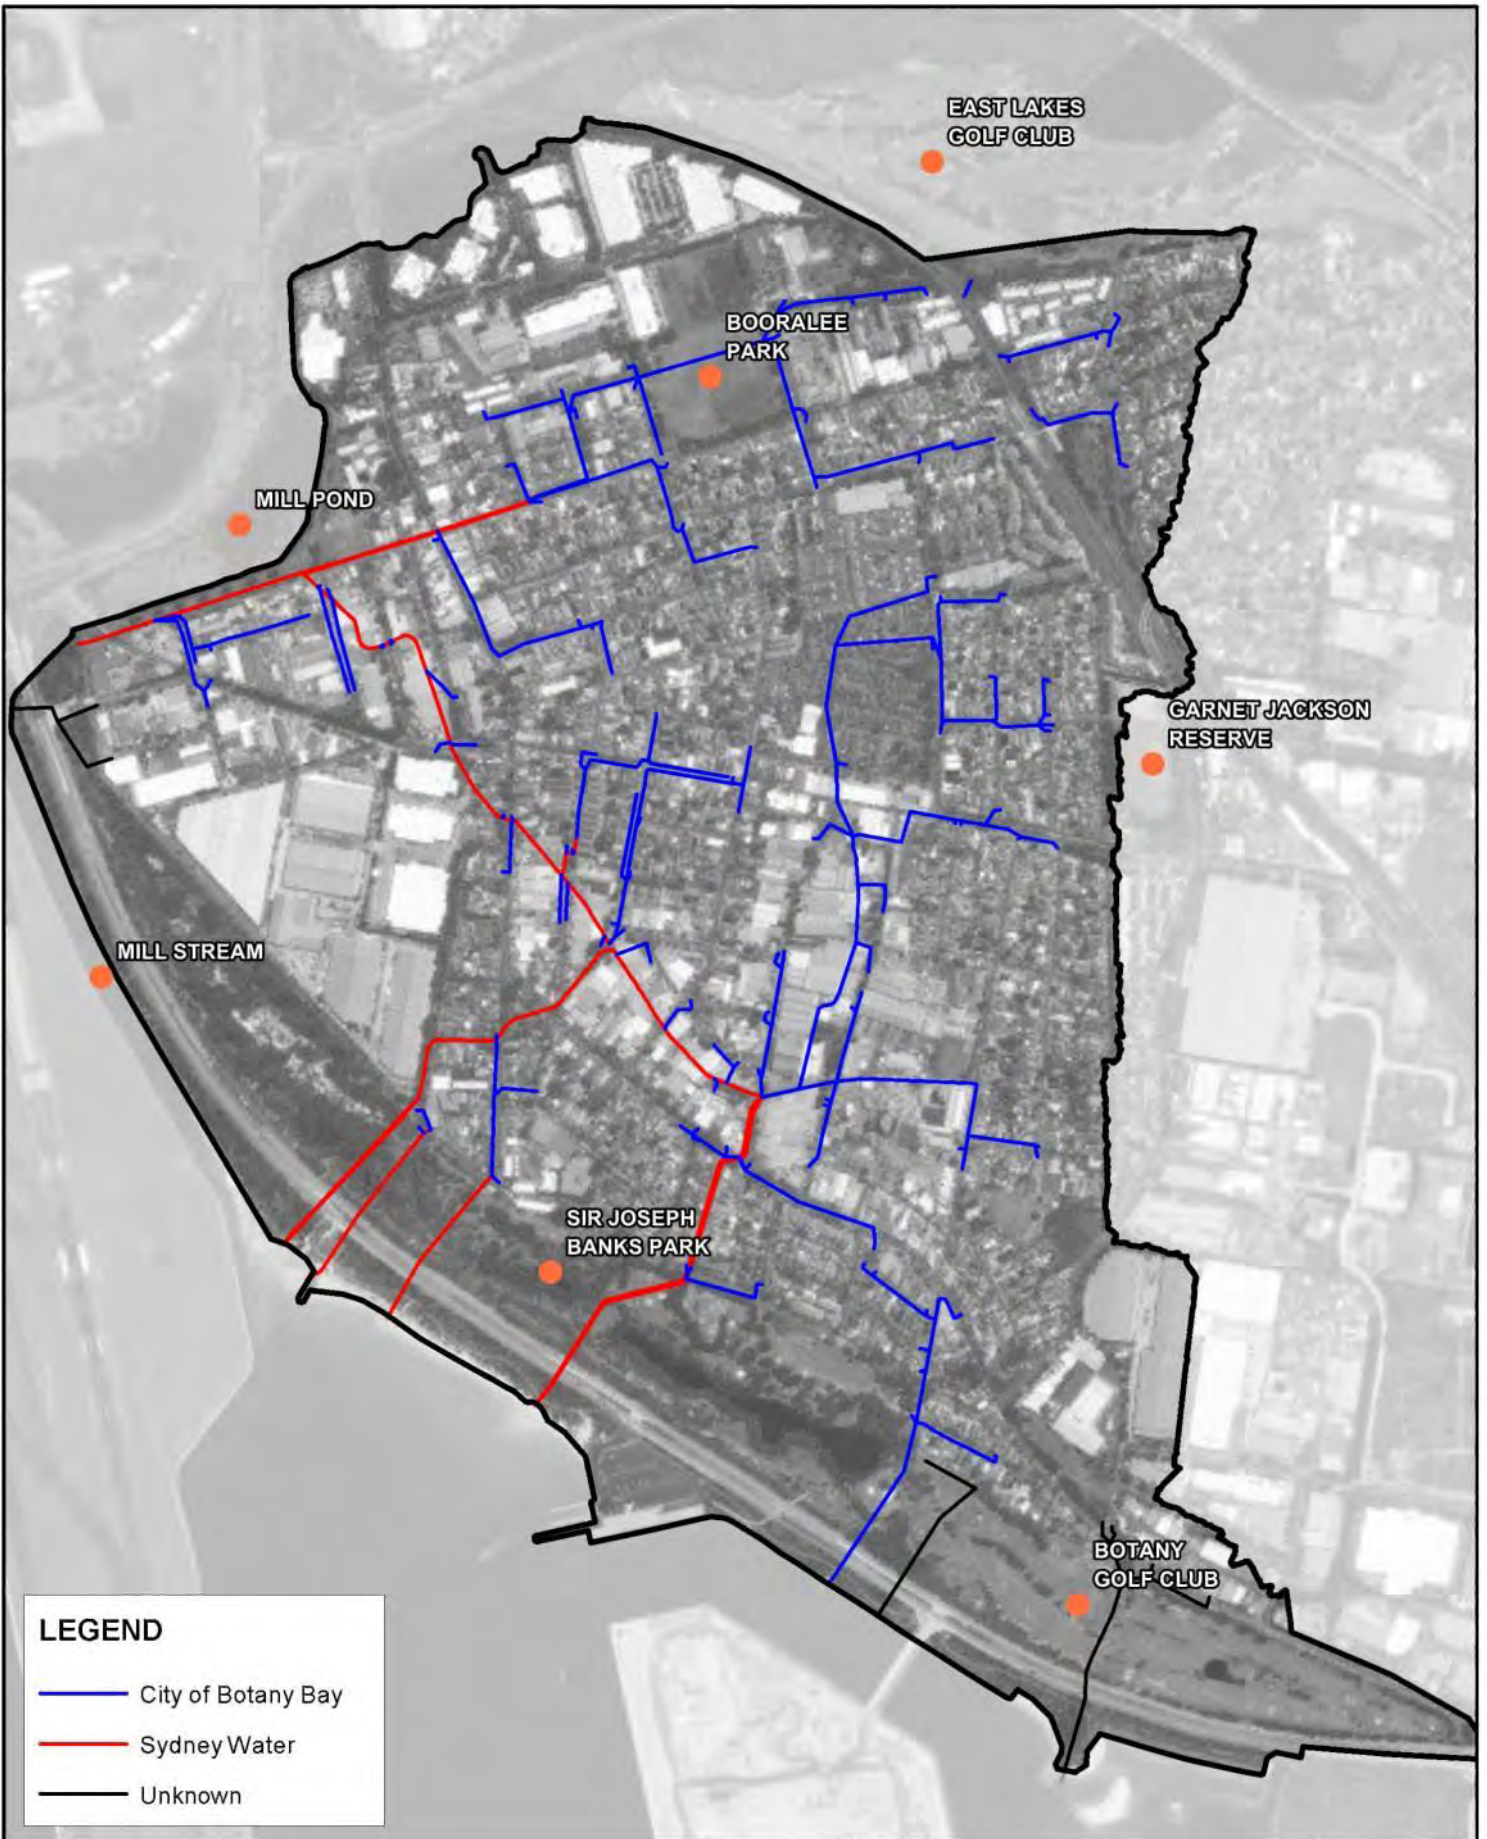 EAST LAKES
GOLF CLUB
BOORALEE
PARK
MILL POND
GARNET JACKSON
RESERVE
MILL STREAM
SIR JOSEPH
BANKS PARK
BOTANY
GOLF CLUB
LEGEND
City of Botany Bay
Sydney Water
Unknown